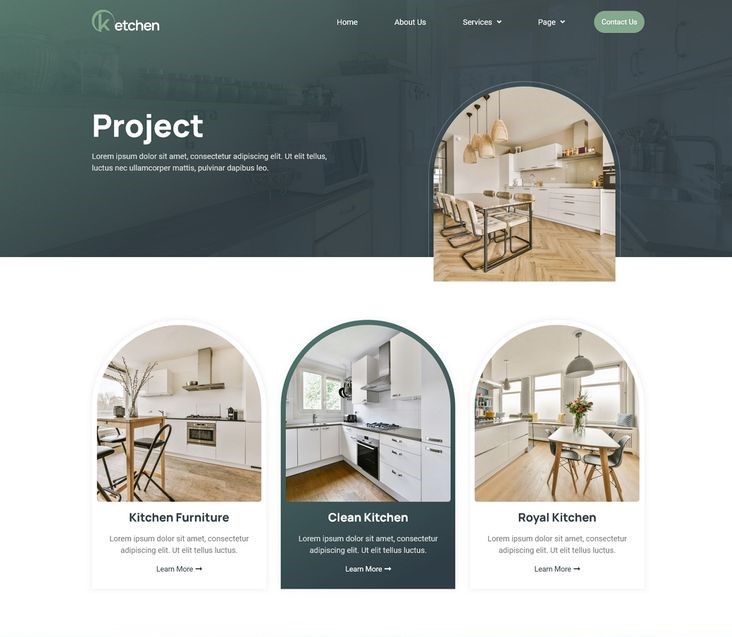 Ketchen
Home
About Us
Services
Page
Contact Us
Project
Lorem ipsum dolor sit amet, consectetur adipiscing elit. Ut elit tellus,
luctus nec ullamcorper mattis, pulvinar dapibus leo.
Kitchen Furniture
Lorem ipsum dolor sit amet, consectetur
adipiscing elit. Ut elit tellus luctus.
Learn More
Clean Kitchen
Lorem ipsum dolor sit amet, consectetur
adipiscing elit. Ut elit tellus luctus.
Learn More
Royal Kitchen
Lorem ipsum dolor sit amet, consectetur
adipiscing elit. Ut elit tellus luctus.
Learn More